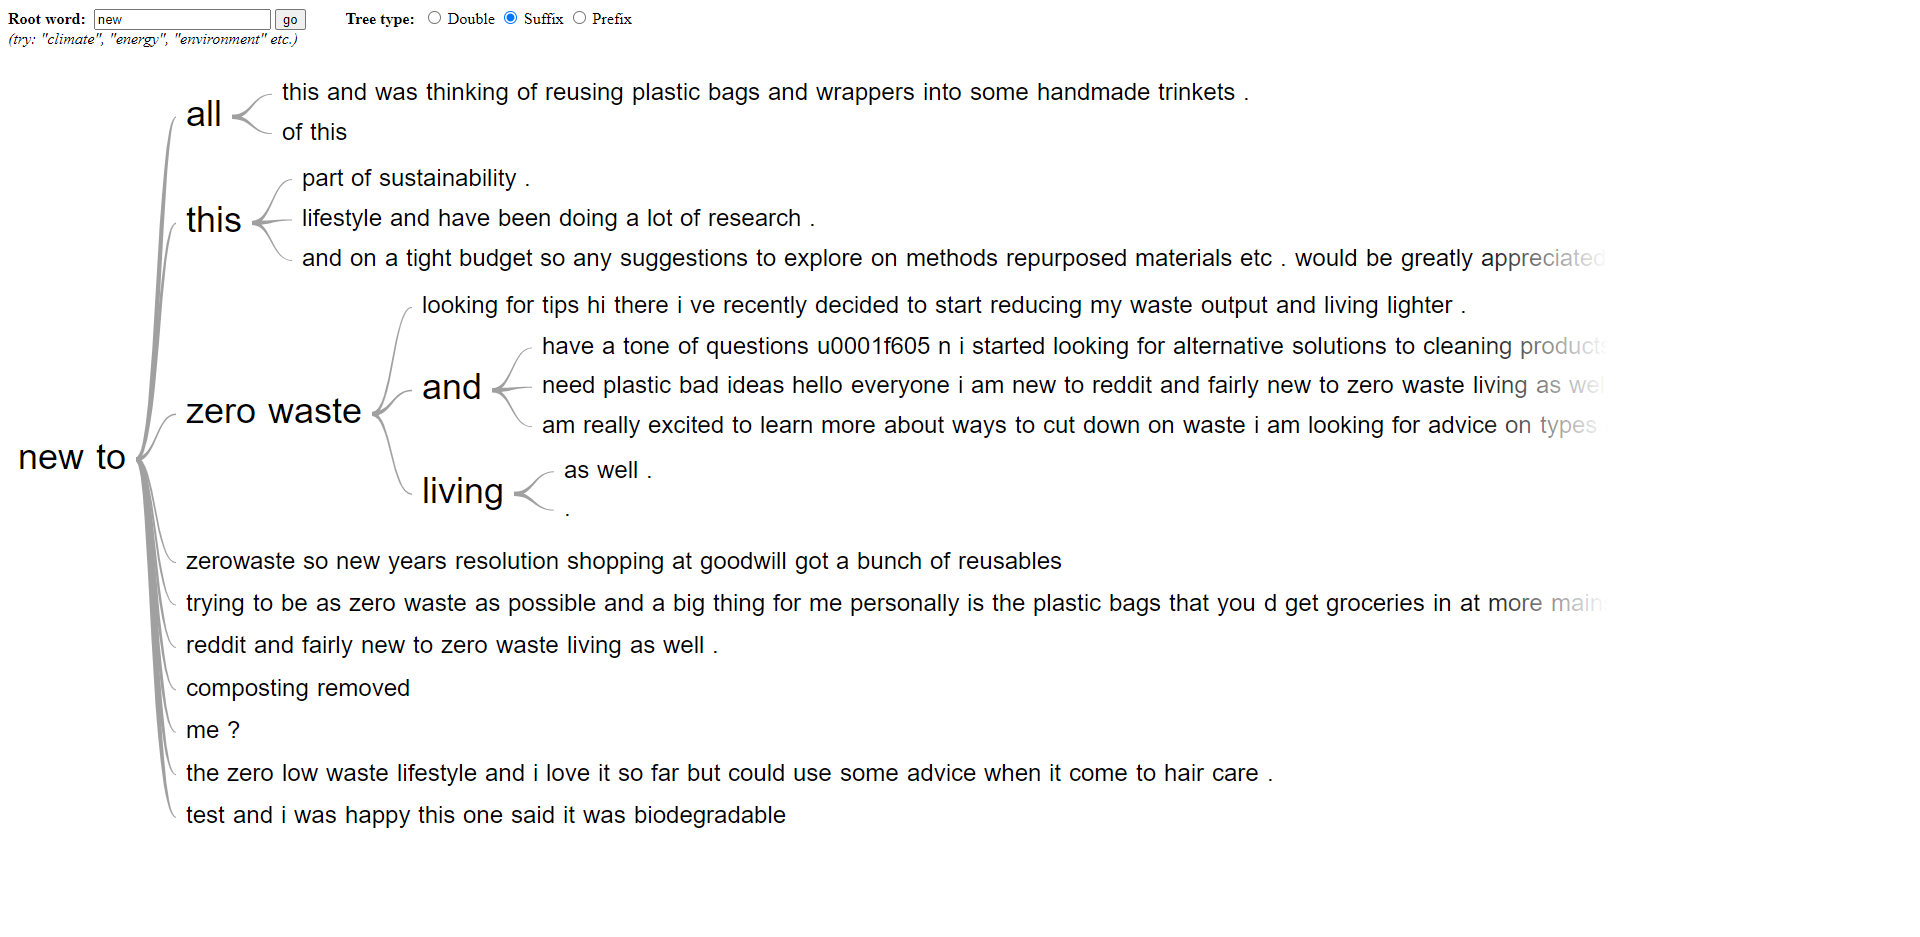 Root word: new go Tree type: Double Suffix Prefix
(try: "climate", "energy", "environment" etc.)
this and was thinking of reusing plastic bags and wrappers into some handmade trinkets .
all
of this
part of sustainability .
this
lifestyle and have been doing a lot of research .
and on a tight budget so any suggestions to explore on methods repurposed materials etc . would be greatly appreciated
looking for tips hi there i ve recently decided to start reducing my waste output and living lighter .
have a tone of questions u0001f605 n i started looking for alternative solutions to cleaning products
and
need plastic bad ideas hello everyone i am new to reddit and fairly new to zero waste living as wel
zero waste
am really excited to learn more about ways to cut down on waste i am looking for advice on types
new to
as well .
living
.
zerowaste so new years resolution shopping at goodwill got a bunch of reusables
trying to be as zero waste as possible and a big thing for me personally is the plastic bags that you d get groceries in at more main
reddit and fairly new to zero waste living as well .
composting removed
me ?
the zero low waste lifestyle and i love it so far but could use some advice when it come to hair care .
test and i was happy this one said it was biodegradable